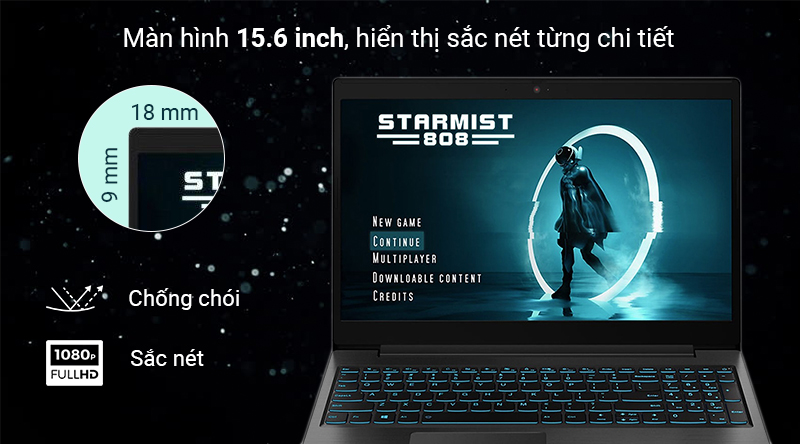 Màn hình 15.6 inch, hiển thị sắc nét từng chi tiết
18 mm
9 mm
ST
STARMIST
808
NEW GAME
CONTINUE
MULTIPLAYER
DOWNLOABLE CONTENT
CREDITS
Chống chói
1080P
FULLHD
Sắc nét